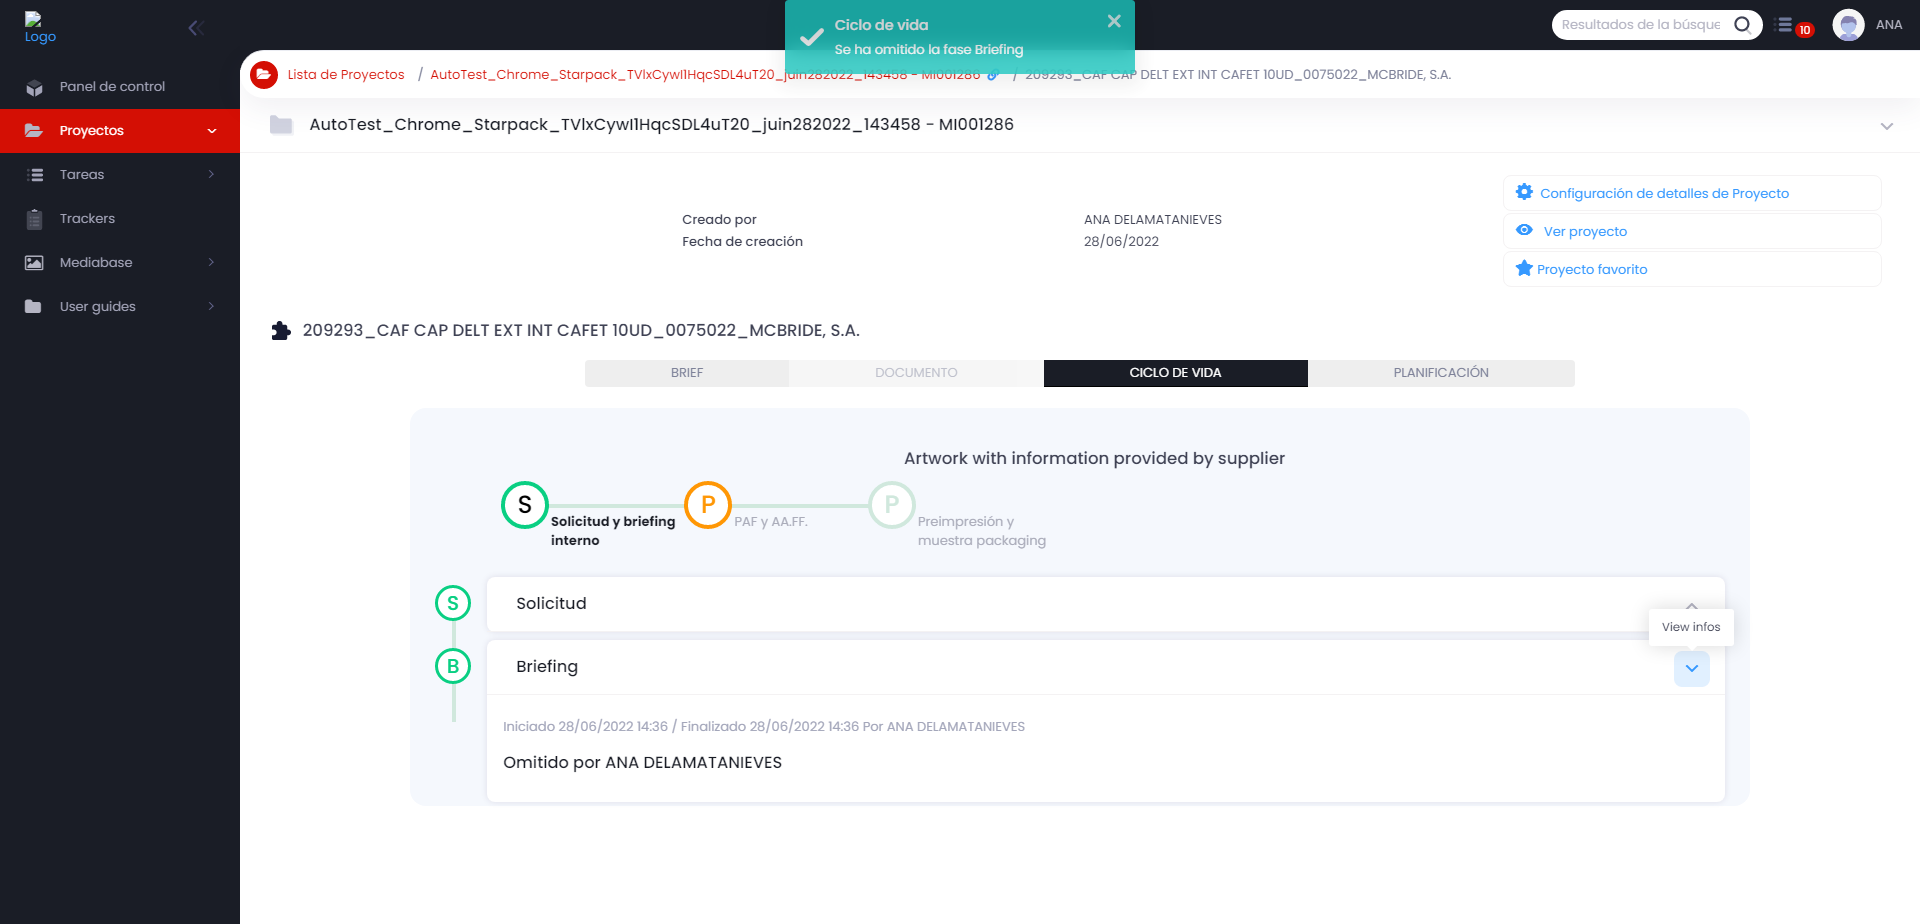 Logo
Ciclo de vida
Se ha omitido la fase Briefing
Resultados de la búsque
10
ANA
Panel de control
Proyectos
Tareas
Trackers
Mediabase
User guides
Lista de Proyectos / AutoTest_Chrome_Starpack_TVlxCywI1HqcSDL4uT20_juin282022_143458 - MI001286 / 209293_CAF CAP DELT EXT INT CAFET 10UD_0075022_MCBRIDE, S.A.
AutoTest_Chrome_Starpack_TVlxCywI1HqcSDL4uT20_juin282022_143458 - MI001286
Creado por
ANA DELAMATANIEVES
Fecha de creación
28/06/2022
Configuración de detalles de Proyecto
Ver proyecto
Proyecto favorito
209293_CAF CAP DELT EXT INT CAFET 10UD_0075022_MCBRIDE, S.A.
BRIEF
DOCUMENTO
CICLO DE VIDA
PLANIFICACIÓN
Artwork with information provided by supplier
S
Solicitud y briefing
interno
P
PAF y AA.FF.
P
Preimpresión y
muestra packaging
S
Solicitud
View infos
B
Briefing
Iniciado 28/06/2022 14:36 / Finalizado 28/06/2022 14:36 Por ANA DELAMATANIEVES
Omitido por ANA DELAMATANIEVES